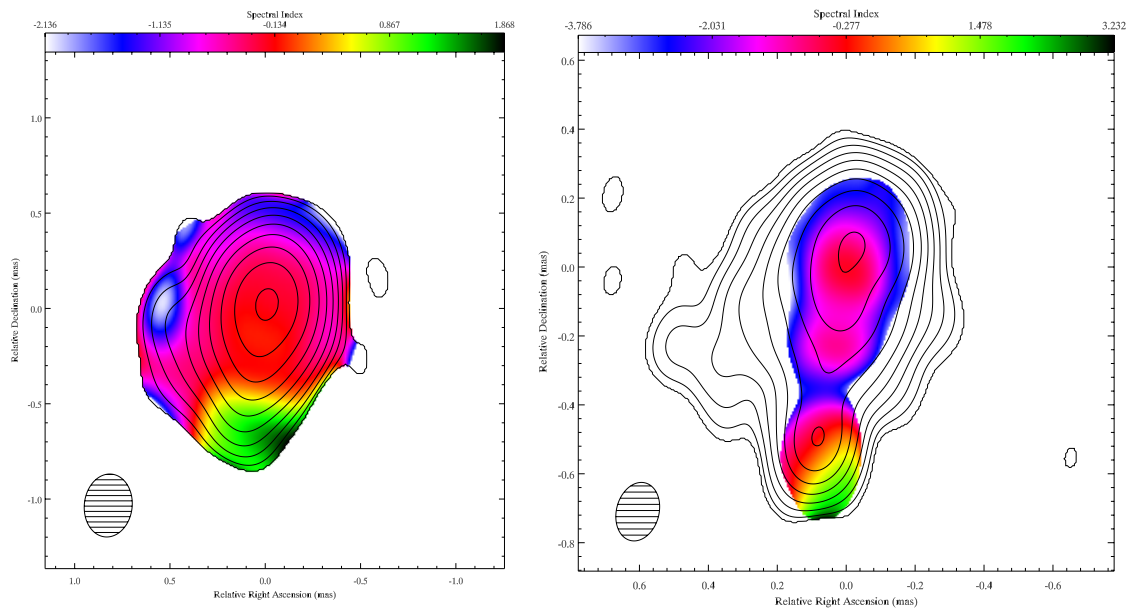 Spectral Index
-2.136 -1.135 -0.134 0.867 1.868
1.0
0.5
0.0
-0.5
-1.0
Relative Declination (mas)
1.0 0.5 0.0 -0.5 -1.0
Relative Right Ascension (mas)
Spectral Index
-3.786 -2.031 -0.277 1.478 3.232
0.6
0.4
0.2
0.0
-0.2
-0.4
-0.6
-0.8
Relative Declination (mas)
0.6 0.4 0.2 0.0 -0.2 -0.4 -0.6
Relative Right Ascension (mas)